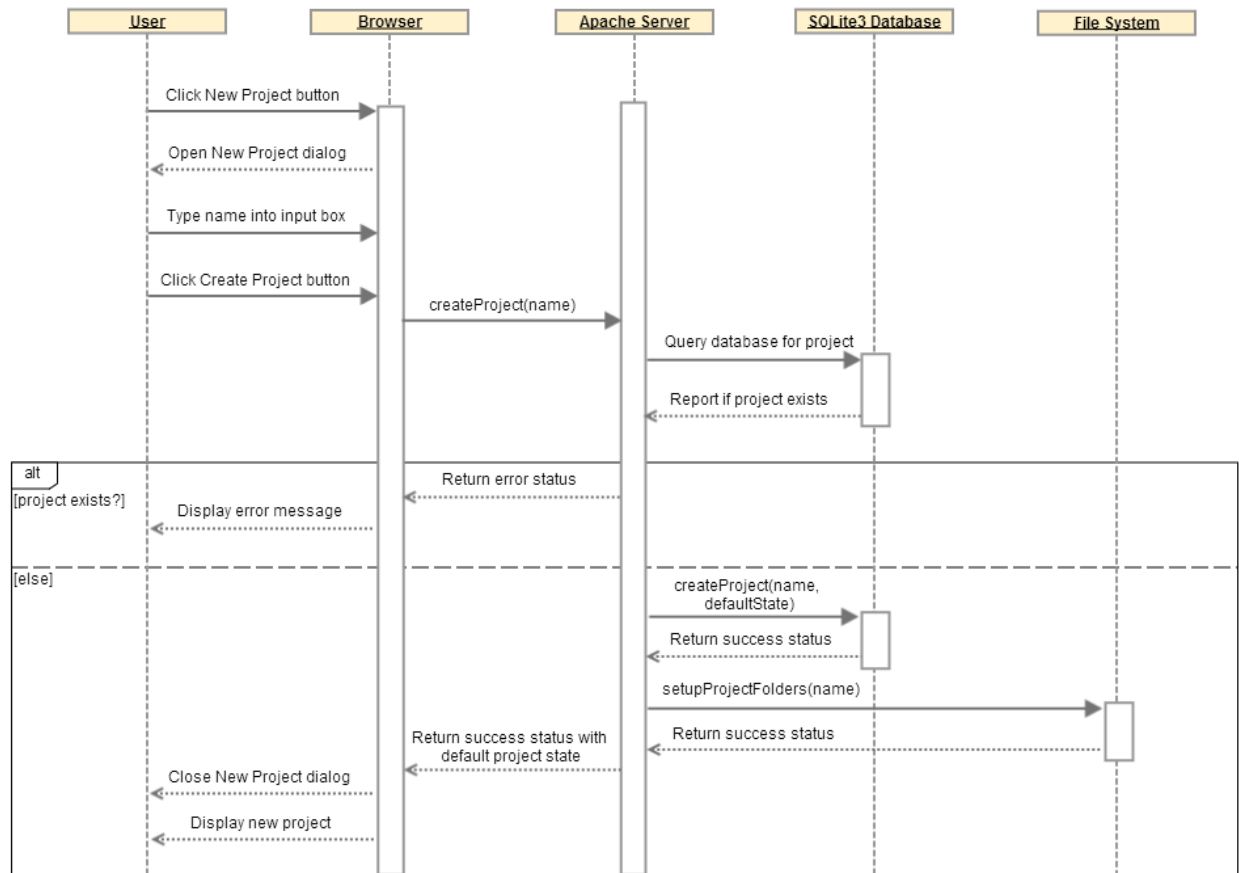 User
Browser
Apache Server
SQLite3 Database
File System
Click New Project button
Open New Project dialog
Type name into input box
Click Create Project button
createProject(name)
Query database for project
Report if project exists
alt
[project exists?]
Return error status
Display error message
[else]
createProject(name,
defaultState)
Return success status
setupProjectFolders(name)
Return success status
Return success status with
default project state
Close New Project dialog
Display new project